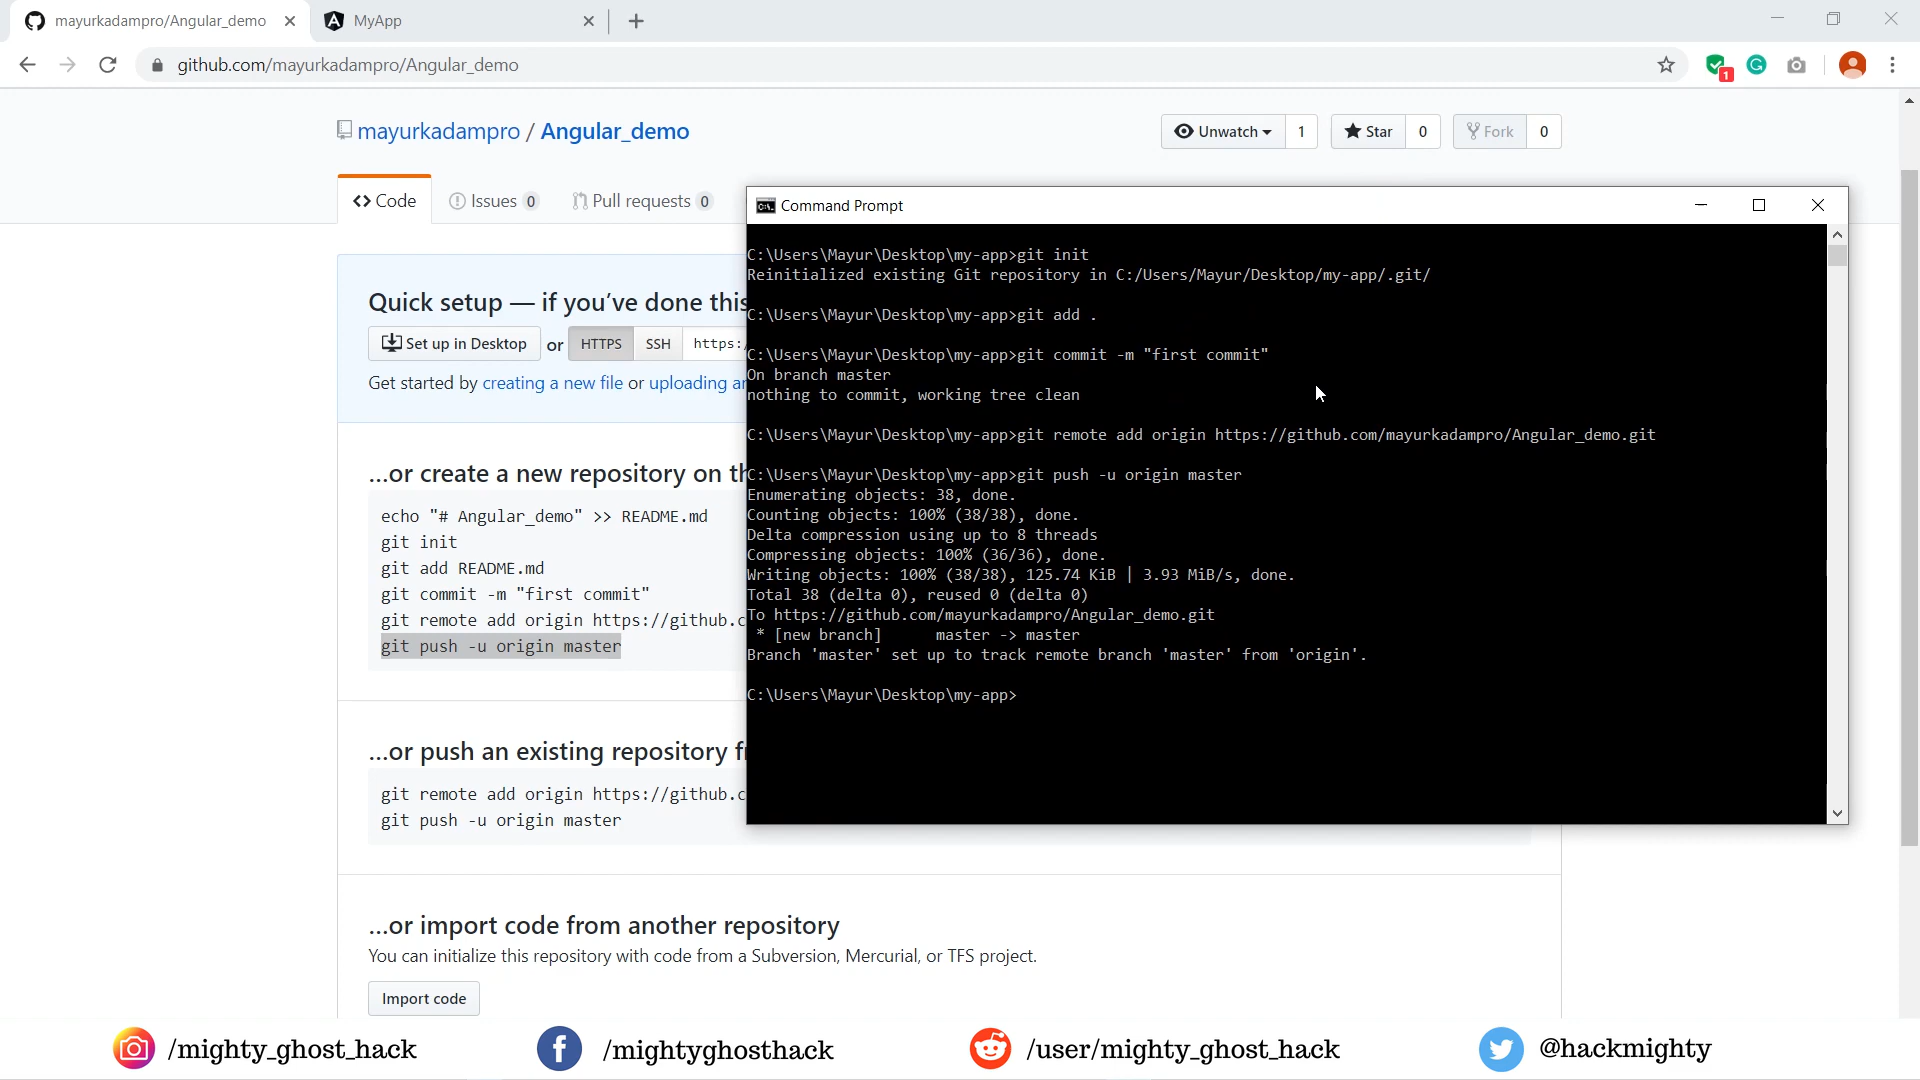 mayurkadampro/Angular_demo
MyApp
github.com/mayurkadampro/Angular_demo
1
mayurkadampro / Angular_demo
Unwatch 1
Star 0
Fork 0
Code
Issues 0
Pull requests 0
Quick setup — if you’ve done this
Set up in Desktop or HTTPS SSH https:/
Get started by creating a new file or uploading an
…or create a new repository on th
echo "# Angular_demo" >> README.md
git init
git add README.md
git commit -m "first commit"
git remote add origin https://github.c
git push -u origin master
…or push an existing repository f
git remote add origin https://github.c
git push -u origin master
…or import code from another repository
You can initialize this repository with code from a Subversion, Mercurial, or TFS project.
Import code
Command Prompt
C:\Users\Mayur\Desktop\my-app>git init
Reinitialized existing Git repository in C:/Users/Mayur/Desktop/my-app/.git/
C:\Users\Mayur\Desktop\my-app>git add .
C:\Users\Mayur\Desktop\my-app>git commit -m "first commit"
On branch master
nothing to commit, working tree clean
C:\Users\Mayur\Desktop\my-app>git remote add origin https://github.com/mayurkadampro/Angular_demo.git
C:\Users\Mayur\Desktop\my-app>git push -u origin master
Enumerating objects: 38, done.
Counting objects: 100% (38/38), done.
Delta compression using up to 8 threads
Compressing objects: 100% (36/36), done.
Writing objects: 100% (38/38), 125.74 KiB | 3.93 MiB/s, done.
Total 38 (delta 0), reused 0 (delta 0)
To https://github.com/mayurkadampro/Angular_demo.git
* [new branch] master -> master
Branch 'master' set up to track remote branch 'master' from 'origin'.
C:\Users\Mayur\Desktop\my-app>
/mighty_ghost_hack
/mightyghosthack
/user/mighty_ghost_hack
@hackmighty